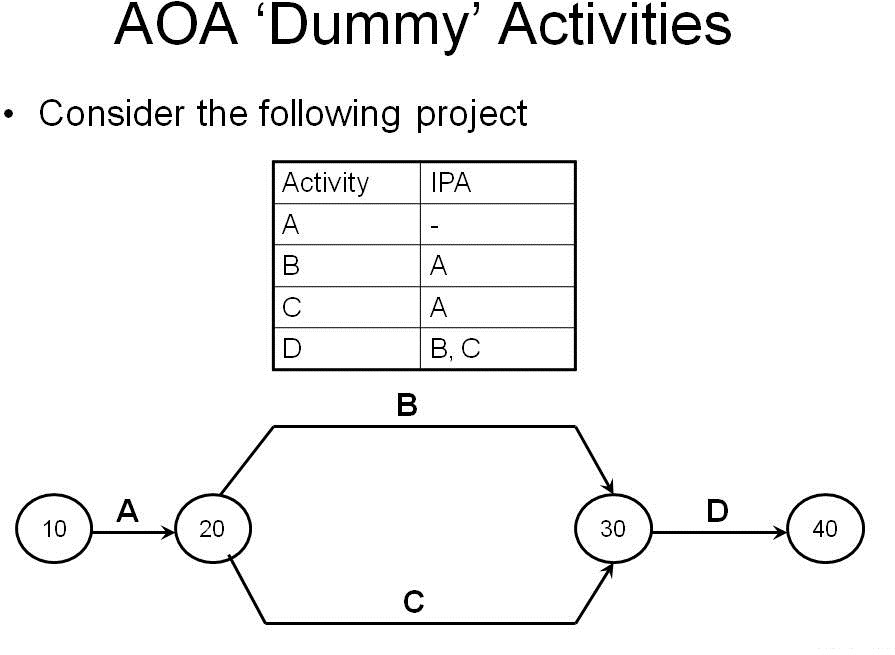 AOA ‘Dummy’ Activities
• Consider the following project
Activity IPA
A -
B A
C A
D B, C
B
A
D
10
20
30
40
C